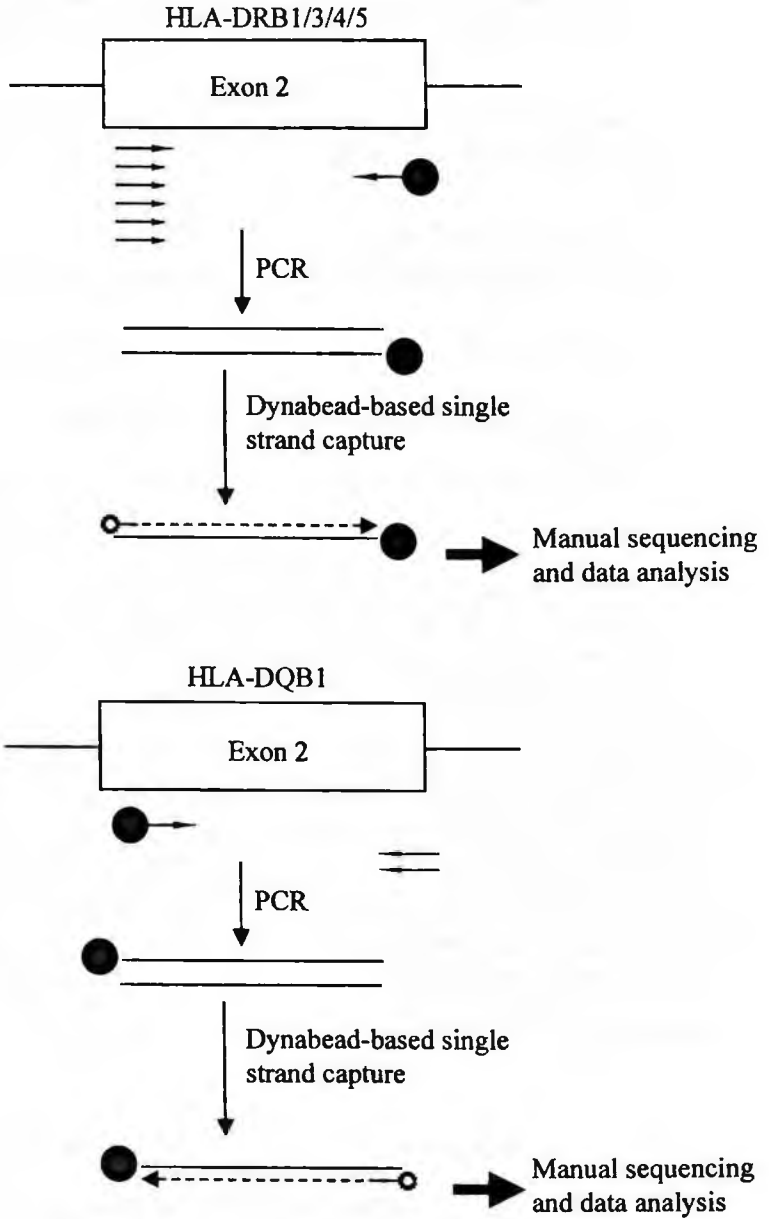 HLA-DRB1/3/4/5
Exon 2
PCR
Dynabead-based single
strand capture
Manual sequencing
and data analysis
HLA-DQB1
Exon 2
PCR
Dynabead-based single
strand capture
Manual sequencing
and data analysis